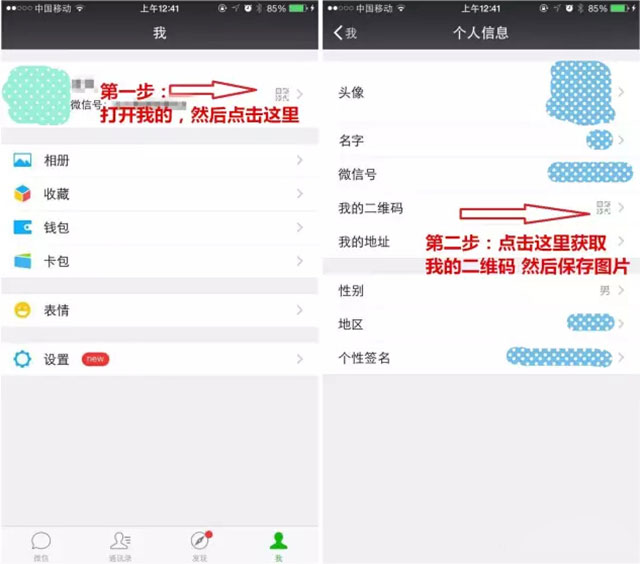 中国移动 上午12:41 85%
我
第一步：
微信号:
打开我的，然后点击这里
相册
收藏
钱包
卡包
表情
设置 new
微信 通讯录 发现 我
中国移动 上午12:41 85%
我 个人信息
头像
名字
微信号
我的二维码
我的地址
第二步：点击这里获取
我的二维码 然后保存图片
性别 男
地区
个性签名